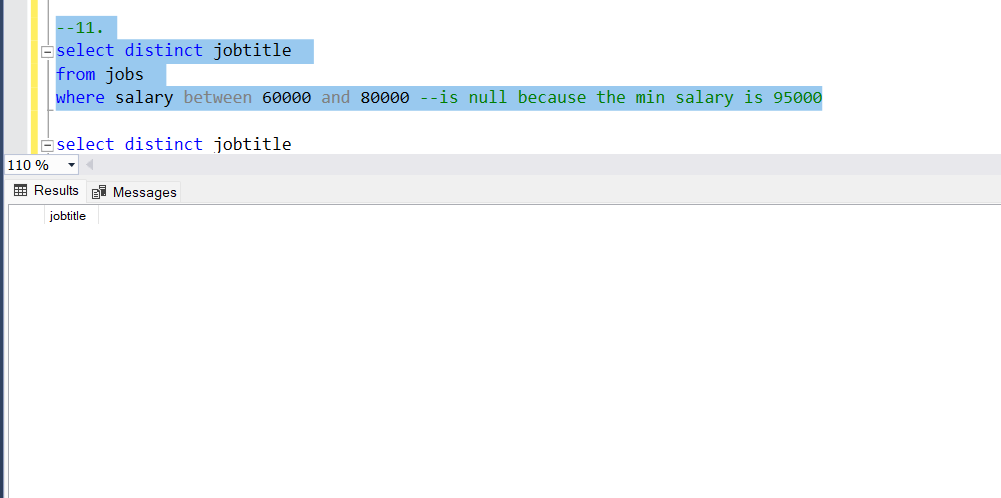 --11.
select distinct jobtitle
from jobs
where salary between 60000 and 80000 --is null because the min salary is 95000
select distinct jobtitle
110 %
Results Messages
jobtitle